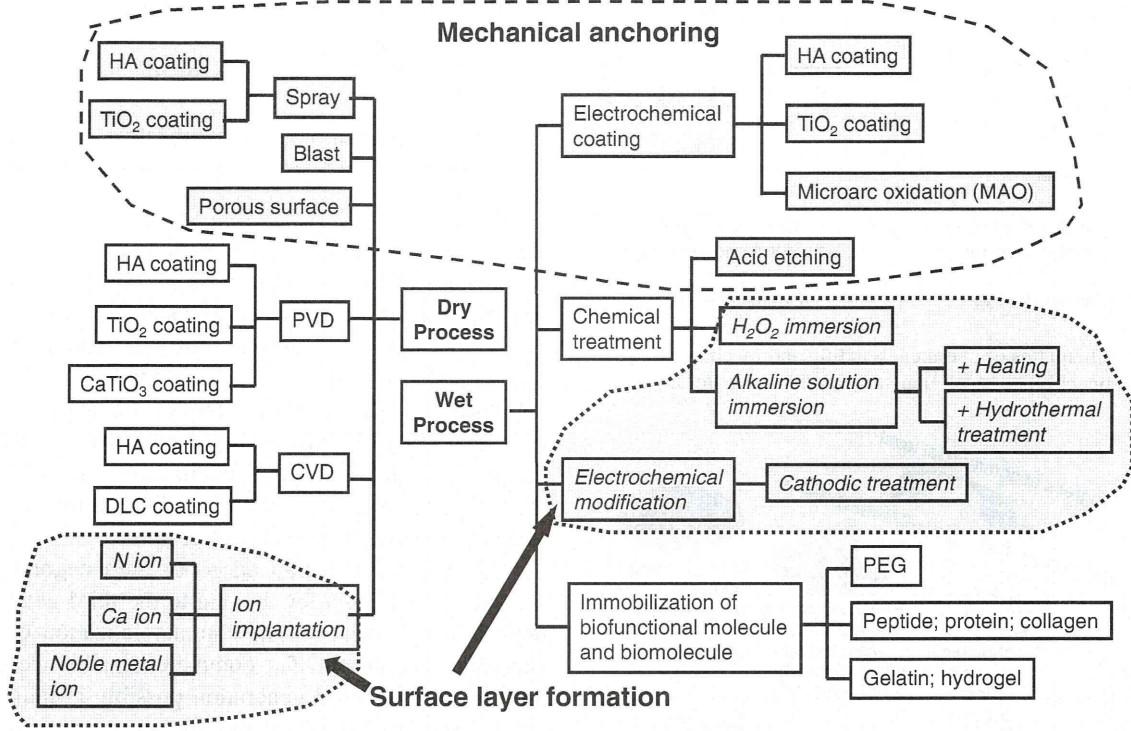 Mechanical anchoring
HA coating
TiO₂ coating
Spray
Blast
Porous surface
HA coating
TiO₂ coating
CaTiO₃ coating
PVD
HA coating
DLC coating
CVD
N ion
Ca ion
Noble metal
ion
Ion
implantation
Dry
Process
Wet
Process
Electrochemical
coating
HA coating
TiO₂ coating
Microarc oxidation (MAO)
Chemical
treatment
Acid etching
H₂O₂ immersion
Alkaline solution
immersion
+ Heating
+ Hydrothermal
treatment
Electrochemical
modification
Cathodic treatment
Immobilization of
biofunctional molecule
and biomolecule
PEG
Peptide; protein; collagen
Gelatin; hydrogel
Surface layer formation